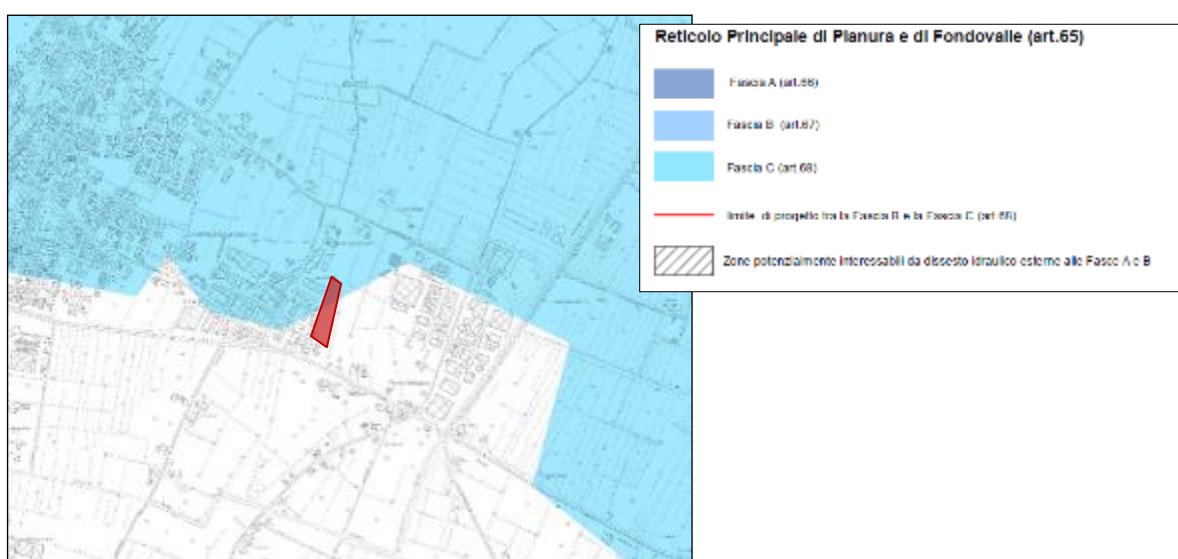 Reticolo Principale di Pianura e di Fondovalle (art.65)
Fascia A (art.66)
Fascia B (art.67)
Fascia C (art.68)
limite di progetto tra la Fascia B e la Fascia C (art.68)
Zone potenzialmente interessabili da dissesto idraulico esterne alle Fasce A e B